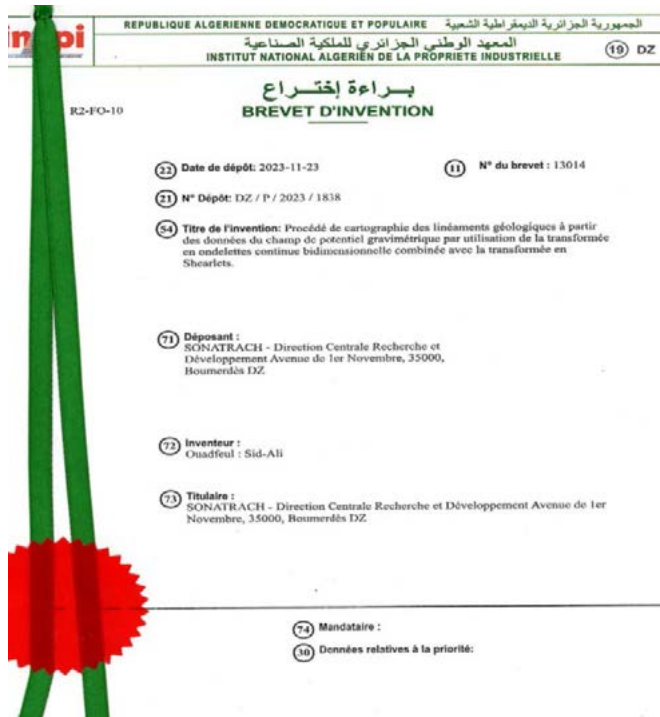 REPUBLIQUE ALGERIENNE DEMOCRATIQUE ET POPULAIRE الجمهورية الجزائرية الديمقراطية الشعبية
المعهد الوطني الجزائري للملكية الصناعية
INSTITUT NATIONAL ALGERIEN DE LA PROPRIETE INDUSTRIELLE
19 DZ
بـــراءة إختـــراع
R2-FO-10
BREVET D'INVENTION
22 Date de dépôt: 2023-11-23
11 N° du brevet : 13014
21 N° Dépôt: DZ / P / 2023 / 1838
54 Titre de l'invention: Procédé de cartographie des linéaments géologiques à partir
des données du champ de potentiel gravimétrique par utilisation de la transformée
en ondelettes continue bidimensionnelle combinée avec la transformée en
Shearlets.
71 Déposant :
SONATRACH - Direction Centrale Recherche et
Développement Avenue de 1er Novembre, 35000,
Boumerdès DZ
72 Inventeur :
Ouadfeul : Sid-Ali
73 Titulaire :
SONATRACH - Direction Centrale Recherche et Développement Avenue de 1er
Novembre, 35000, Boumerdès DZ
74 Mandataire :
30 Données relatives à la priorité: